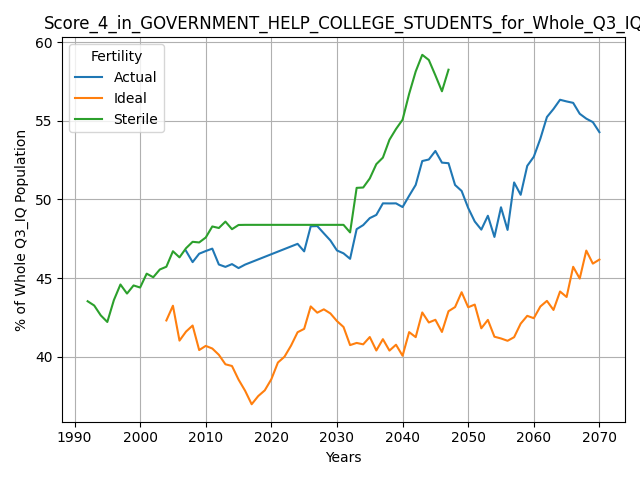 Score_4_in_GOVERNMENT_HELP_COLLEGE_STUDENTS_for_Whole_Q3_IQ
60
55
50
45
40
% of Whole Q3_IQ Population
Fertility
Actual
Ideal
Sterile
1990 2000 2010 2020 2030 2040 2050 2060 2070
Years